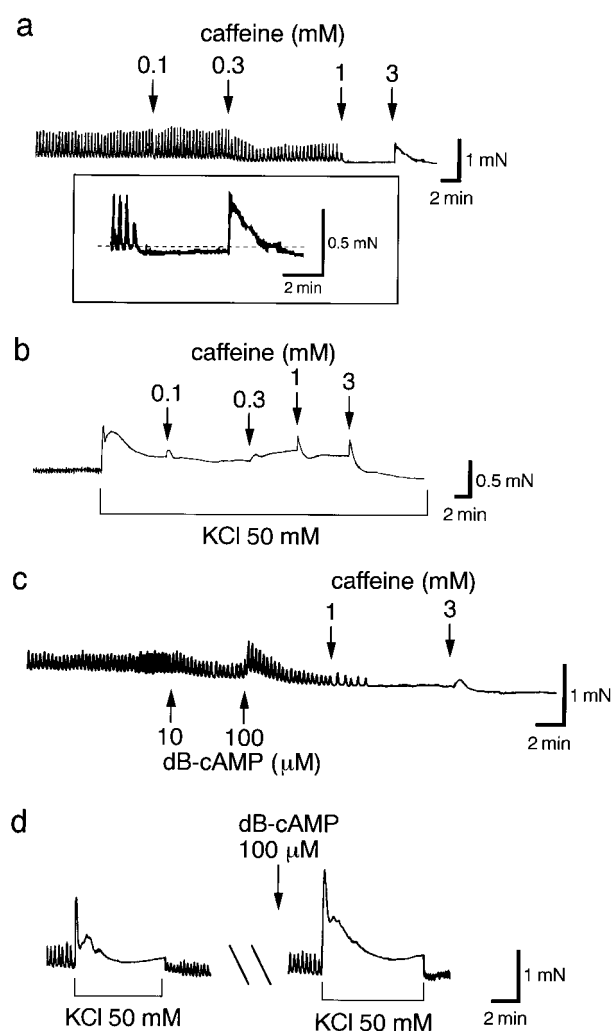 a
caffeine (mM)
0.1 0.3 1 3
1 mN
2 min
0.5 mN
2 min
b
caffeine (mM)
0.1 0.3 1 3
0.5 mN
2 min
KCl 50 mM
c
caffeine (mM)
1 3
1 mN
2 min
10 100
dB-cAMP (μM)
d
dB-cAMP
100 μM
1 mN
2 min
KCl 50 mM KCl 50 mM